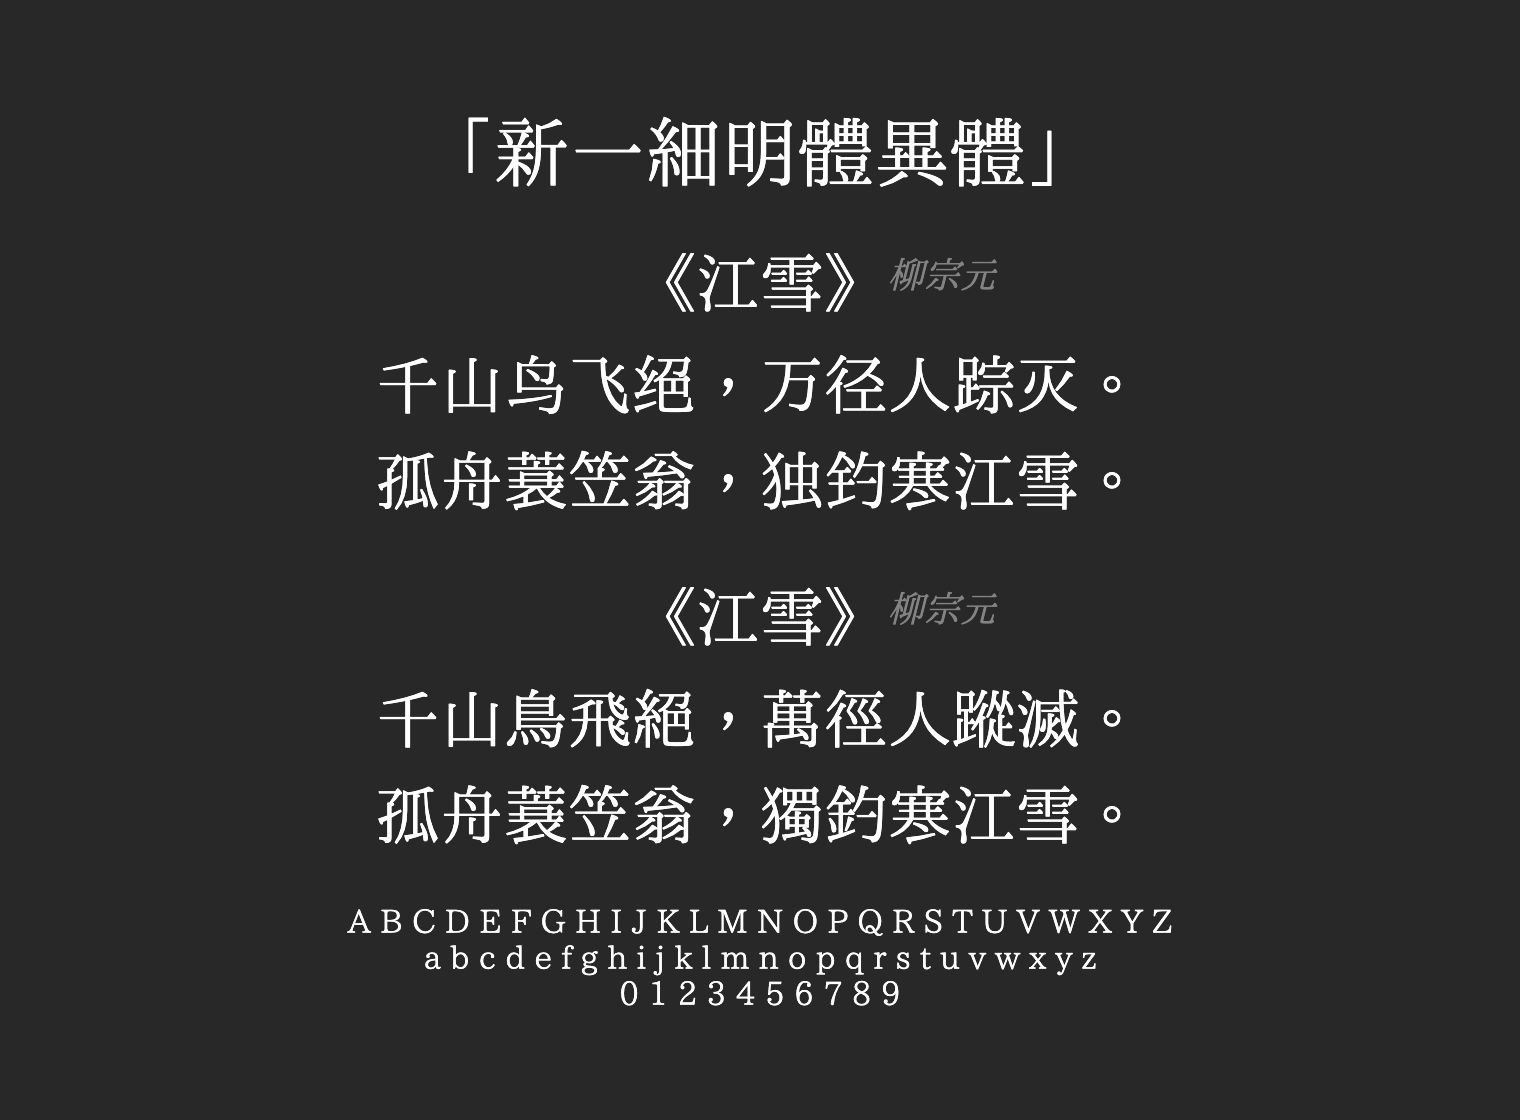 「新一細明體異體」
《江雪》 柳宗元
千山鸟飞绝，万径人踪灭。
孤舟蓑笠翁，独釣寒江雪。
《江雪》 柳宗元
千山鳥飛絕，萬徑人蹤滅。
孤舟蓑笠翁，獨釣寒江雪。
A B C D E F G H I J K L M N O P Q R S T U V W X Y Z
a b c d e f g h i j k l m n o p q r s t u v w x y z
0 1 2 3 4 5 6 7 8 9